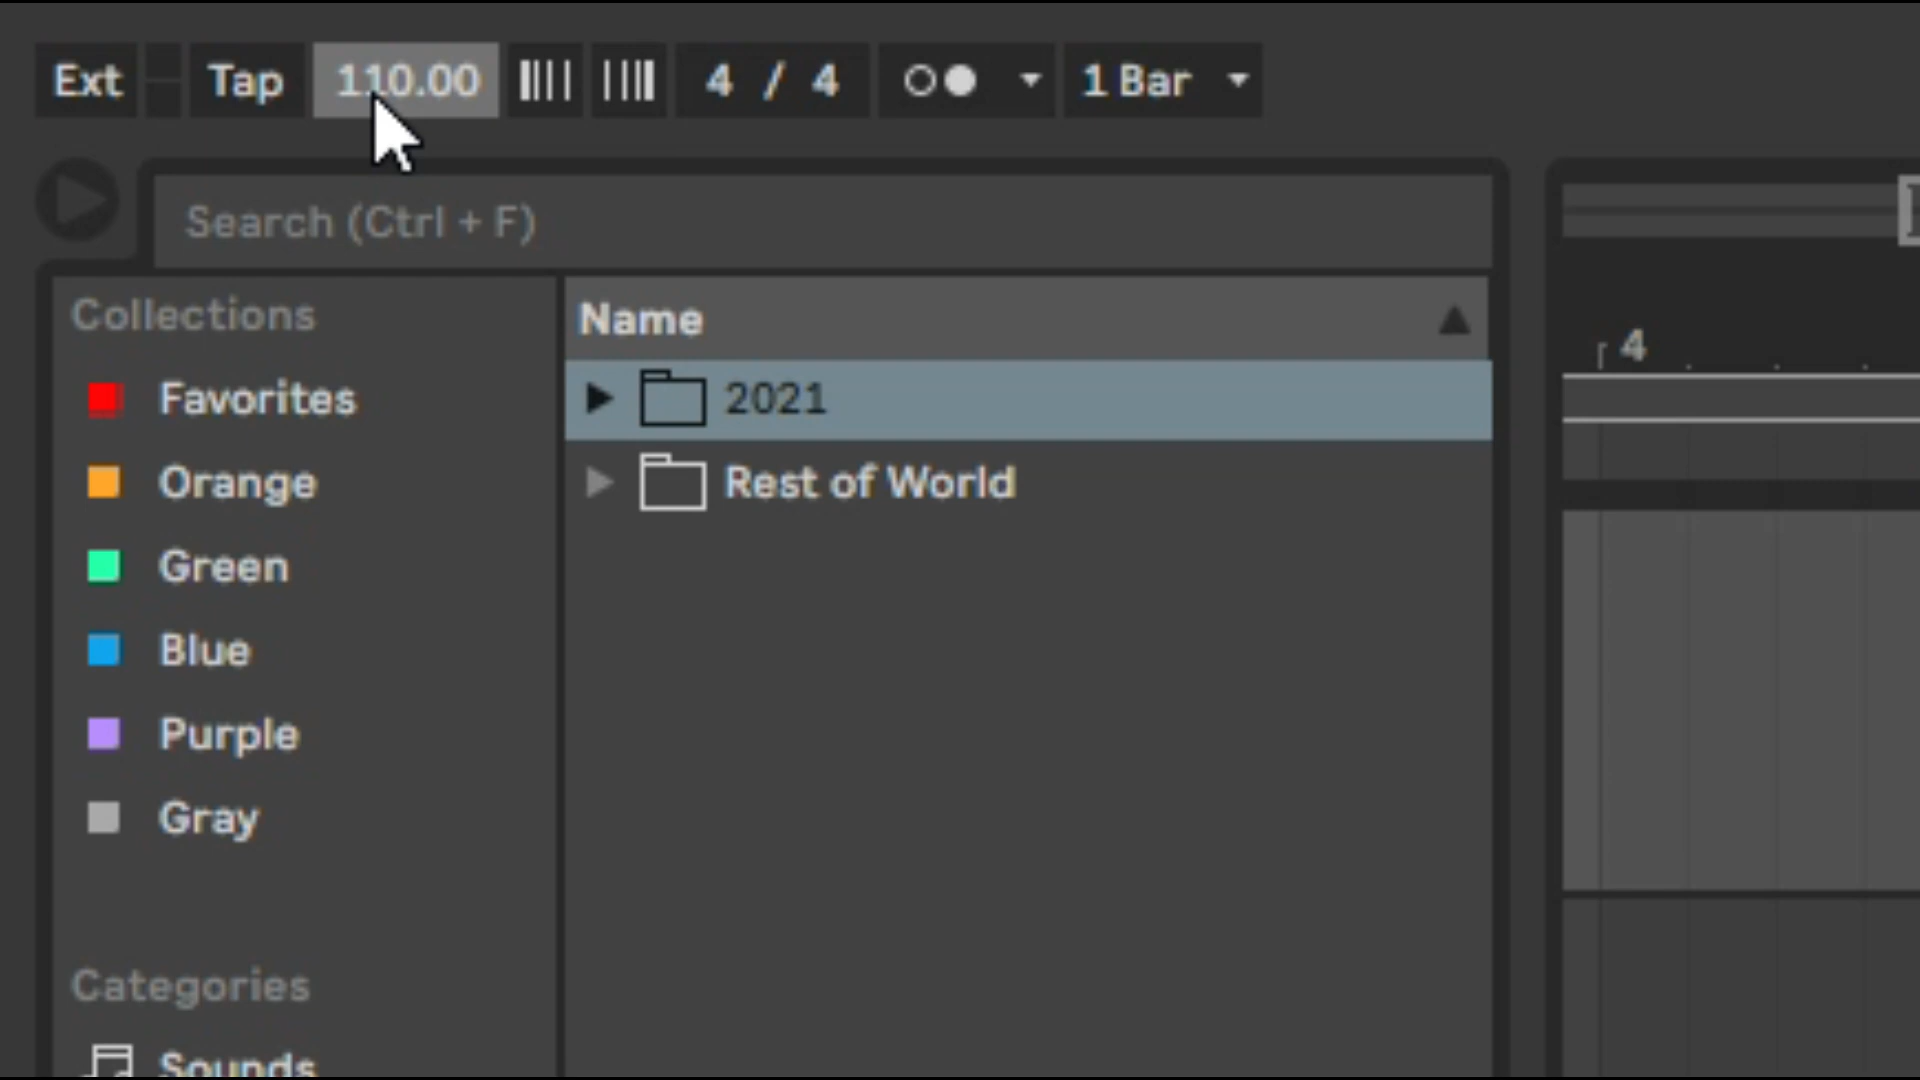 Ext Tap 110.00 4 / 4 1 Bar
Search (Ctrl + F)
Collections
Favorites
Orange
Green
Blue
Purple
Gray
Categories
Sounds
Name
2021
Rest of World
4